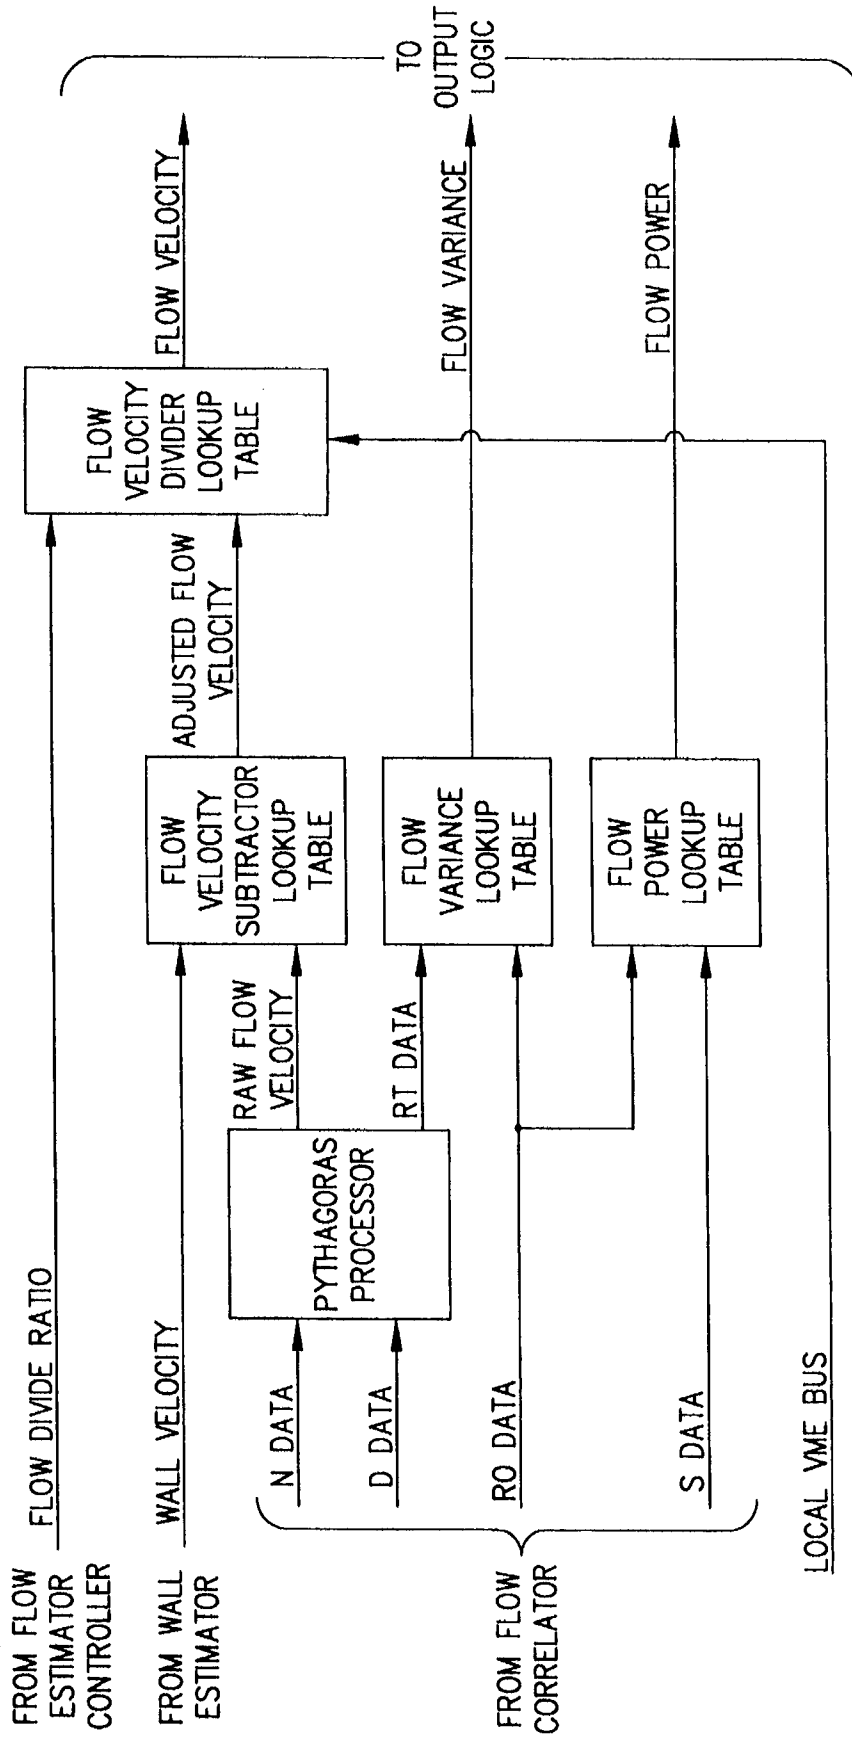 FROM FLOW
ESTIMATOR
CONTROLLER
FLOW DIVIDE RATIO
FROM WALL
ESTIMATOR
WALL VELOCITY
FROM FLOW
CORRELATOR
N DATA
D DATA
RO DATA
S DATA
LOCAL VME BUS
PYTHAGORAS
PROCESSOR
RAW FLOW
VELOCITY
RT DATA
FLOW
VELOCITY
SUBTRACTOR
LOOKUP
TABLE
FLOW
VARIANCE
LOOKUP
TABLE
FLOW
POWER
LOOKUP
TABLE
ADJUSTED FLOW
VELOCITY
FLOW
VELOCITY
DIVIDER
LOOKUP
TABLE
FLOW VELOCITY
FLOW VARIANCE
FLOW POWER
TO
OUTPUT
LOGIC